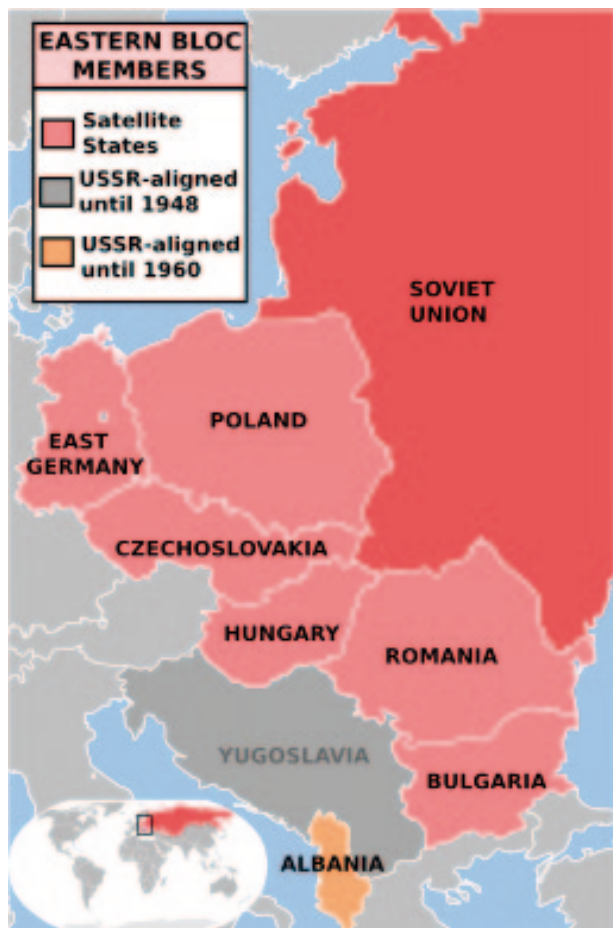 EASTERN BLOC
MEMBERS
Satellite
States
USSR-aligned
until 1948
USSR-aligned
until 1960
SOVIET
UNION
POLAND
EAST
GERMANY
CZECHOSLOVAKIA
HUNGARY
ROMANIA
YUGOSLAVIA
BULGARIA
ALBANIA